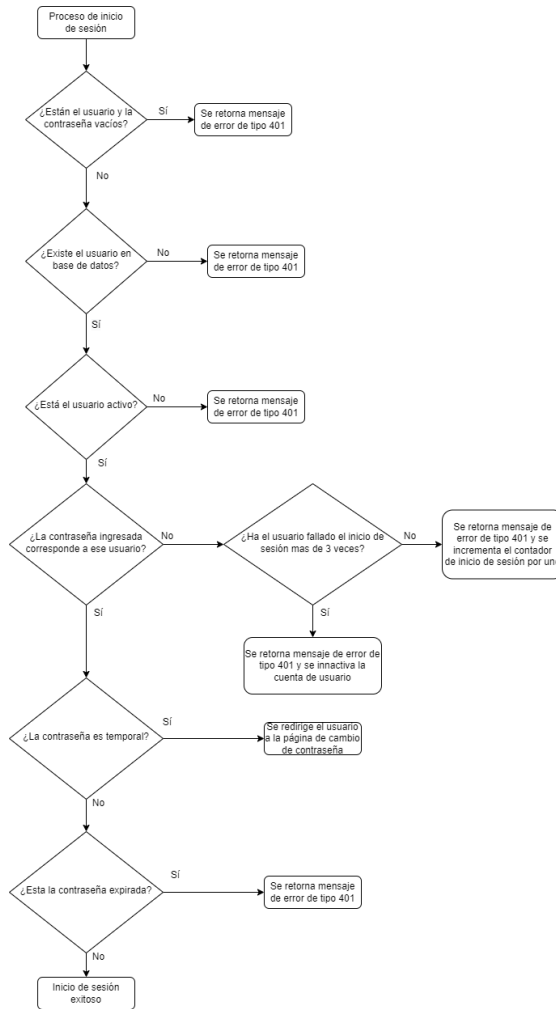 Proceso de inicio
de sesión
¿Están el usuario y la
contraseña vacíos?
Sí
Se retorna mensaje
de error de tipo 401
No
¿Existe el usuario en
base de datos?
No
Se retorna mensaje
de error de tipo 401
Sí
¿Está el usuario activo?
No
Se retorna mensaje
de error de tipo 401
Sí
¿La contraseña ingresada
corresponde a ese usuario?
No
¿Ha el usuario fallado el inicio de
sesión mas de 3 veces?
No
Se retorna mensaje de
error de tipo 401 y se
incrementa el contador
de inicio de sesión por uno
Sí
Sí
Se retorna mensaje de error de
tipo 401 y se innactiva la
cuenta de usuario
¿La contraseña es temporal?
Sí
Se redirige el usuario
a la página de cambio
de contraseña
No
¿Esta la contraseña expirada?
Sí
Se retorna mensaje
de error de tipo 401
No
Inicio de sesión
exitoso